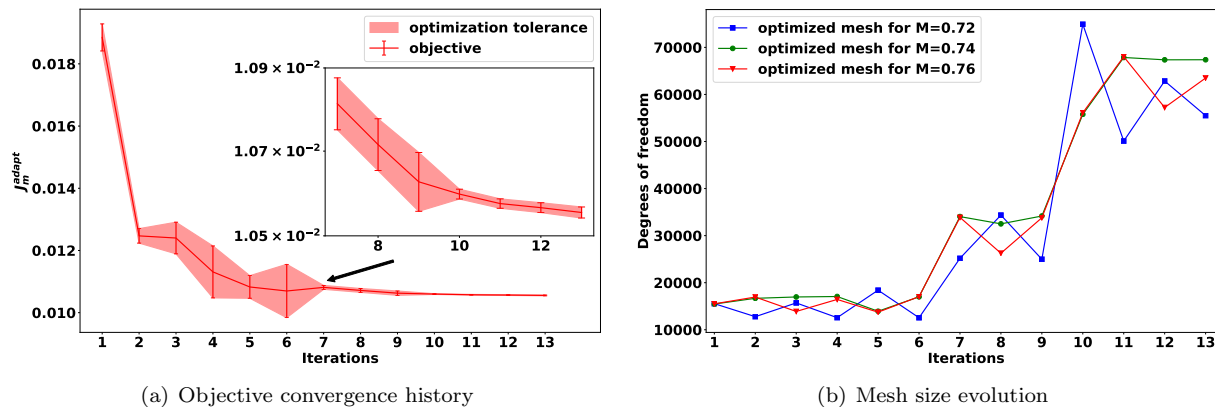 optimization tolerance
objective
1.09 × 10⁻²
1.07 × 10⁻²
1.05 × 10⁻²
8 10 12
0.018
0.016
0.014
0.012
0.010
J_m^adapt
1 2 3 4 5 6 7 8 9 10 11 12 13
Iterations
(a) Objective convergence history
optimized mesh for M=0.72
optimized mesh for M=0.74
optimized mesh for M=0.76
70000
60000
50000
40000
30000
20000
10000
Degrees of freedom
1 2 3 4 5 6 7 8 9 10 11 12 13
Iterations
(b) Mesh size evolution